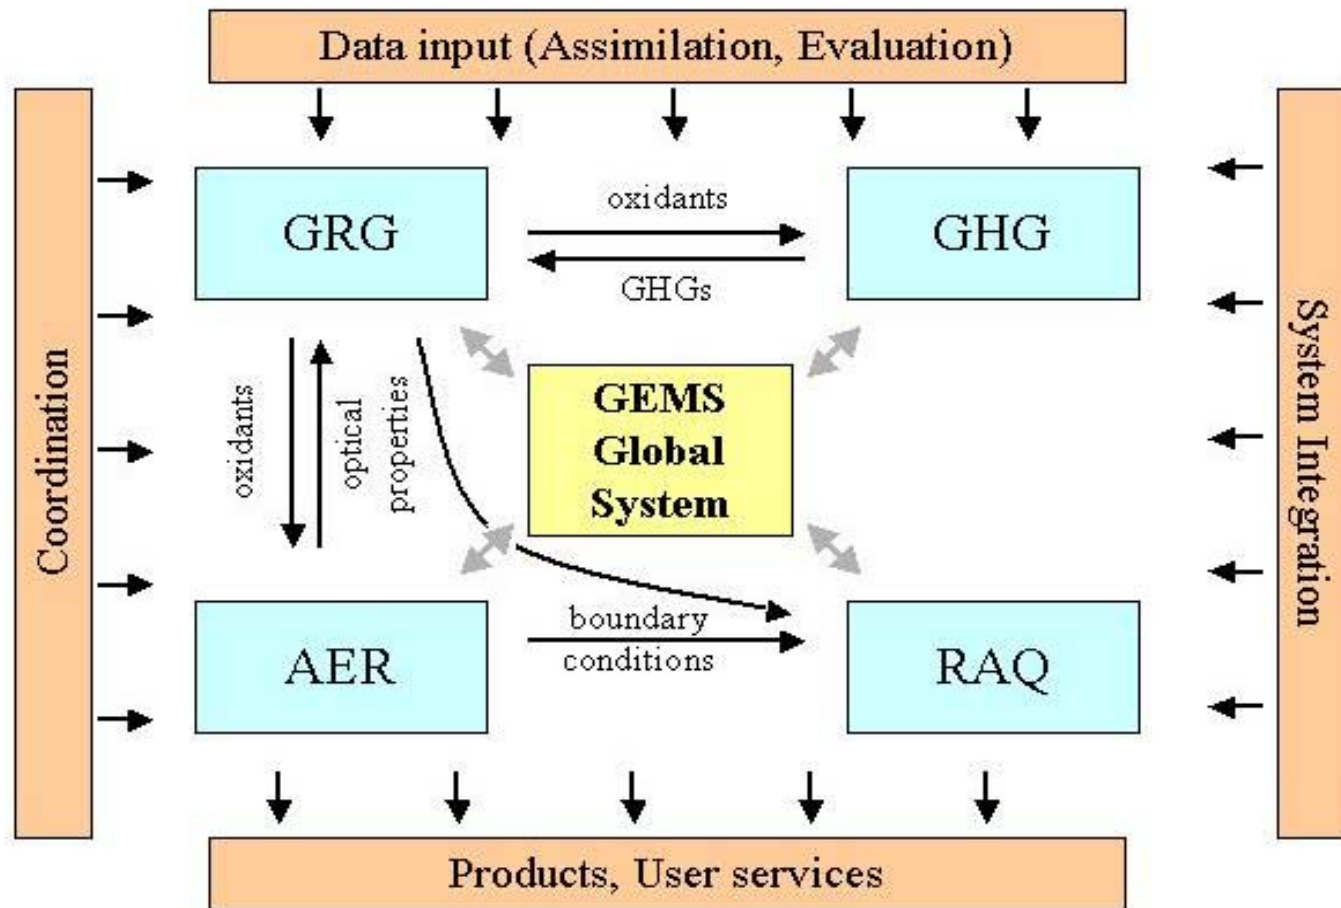 Data input (Assimilation, Evaluation)
Coordination
System Integration
GRG
oxidants
GHGs
GHG
oxidants
optical
properties
GEMS
Global
System
AER
boundary
conditions
RAQ
Products, User services